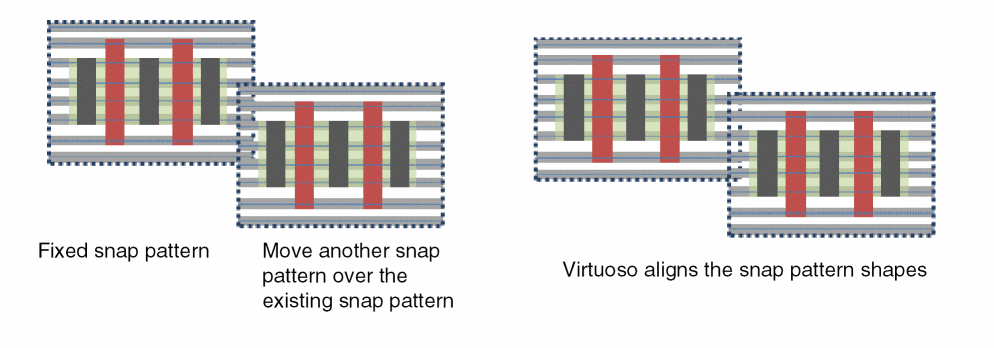 Fixed snap pattern
Move another snap
pattern over the
existing snap pattern
Virtuoso aligns the snap pattern shapes